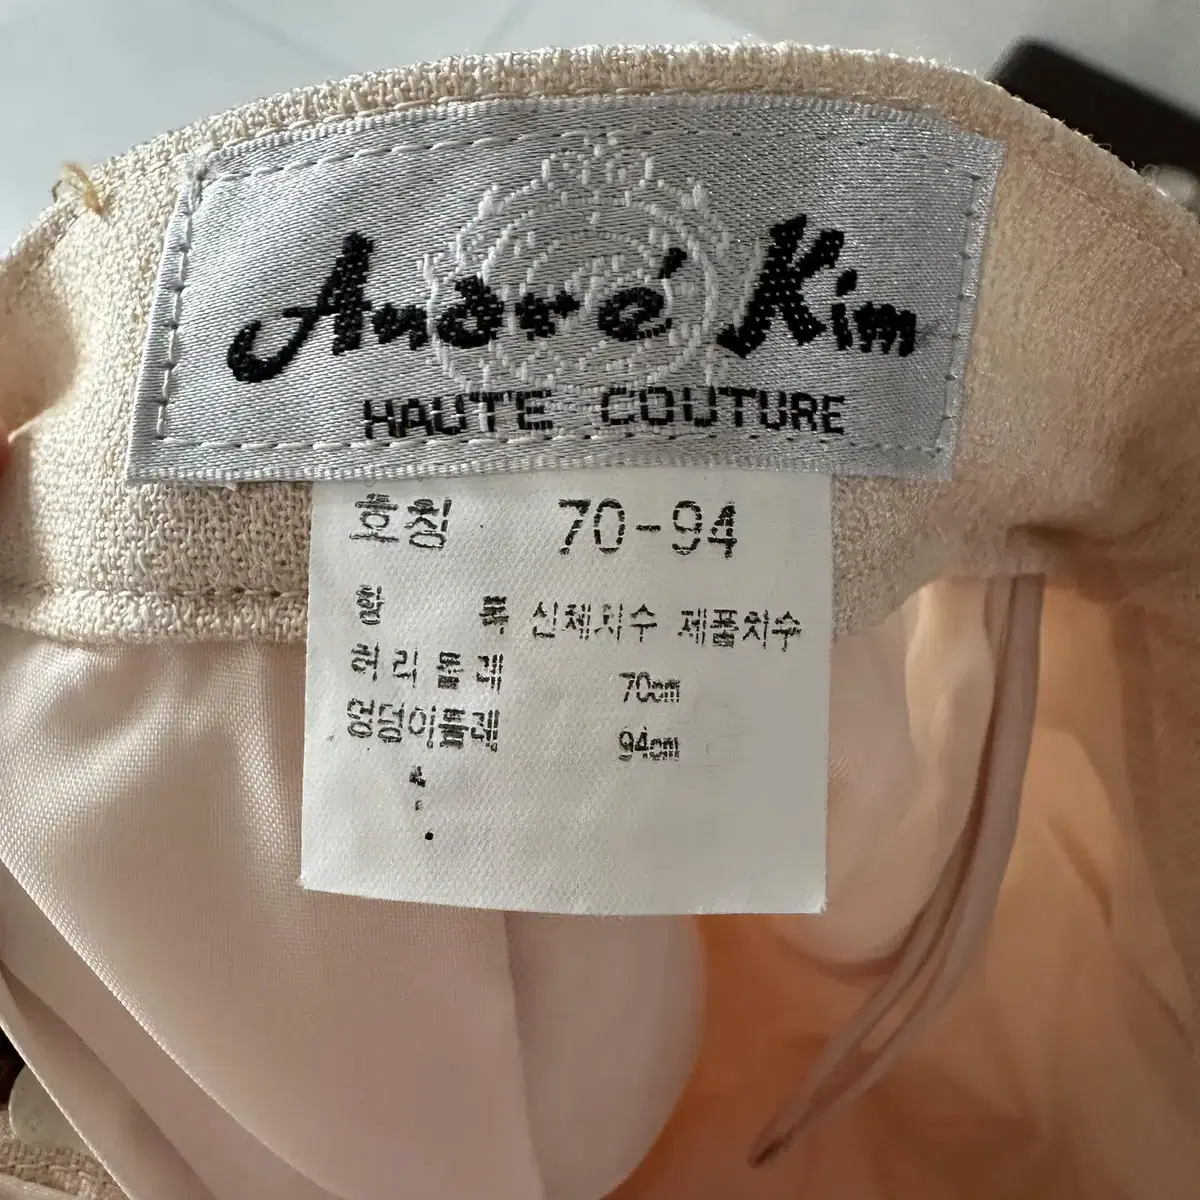 André Kim
HAUTE COUTURE
호칭 70-94
항 목 신체치수 제품치수
허리둘레 70cm
엉덩이둘레 94cm